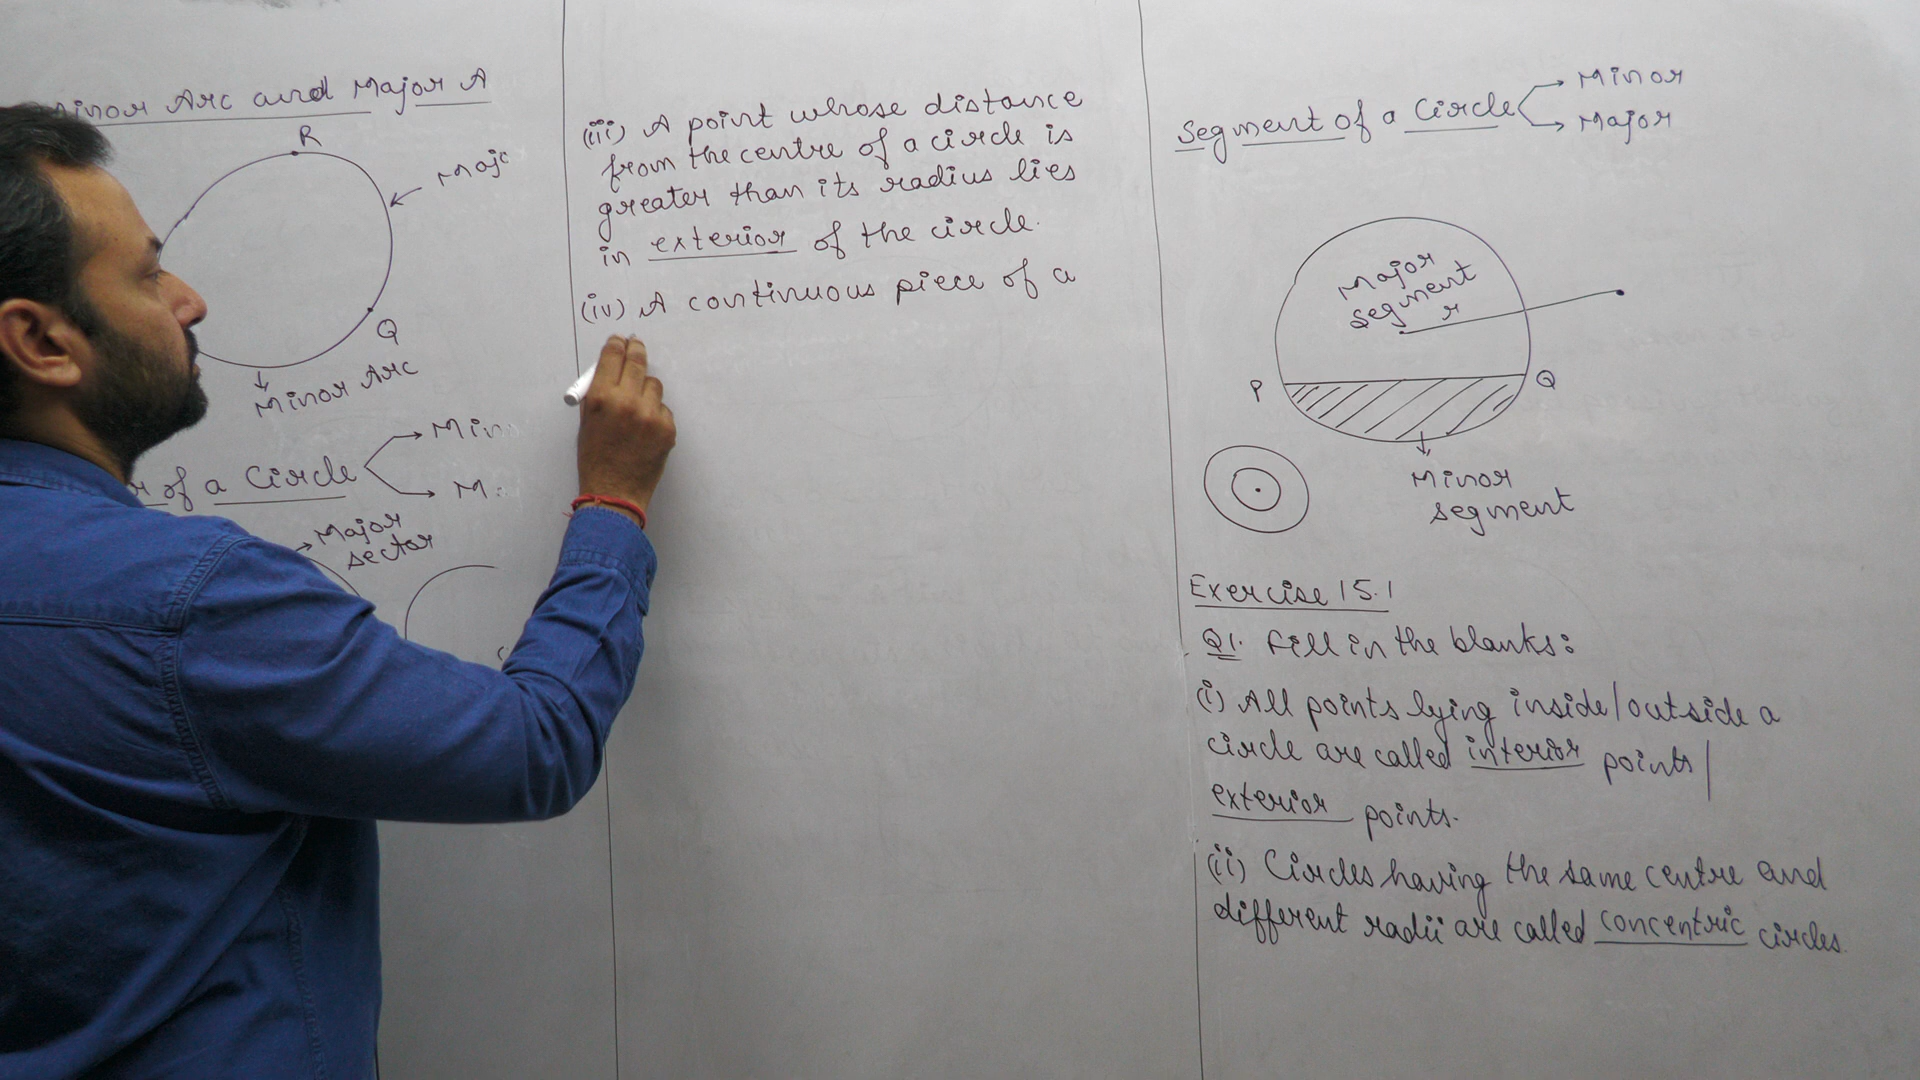 Minor Arc and Major A
R
Majo
Q
Minor Arc
of a Circle
Min
M
Major
sector
(iii) A point whose distance
from the centre of a circle is
greater than its radius lies
in exterior of the circle.
(iv) A continuous piece of a
Segment of a Circle
Minor
Major
Major
segment
r
P
Q
Minor
segment
Exercise 15.1
Q1. Fill in the blanks:
(i) All points lying inside/outside a
circle are called interior points/
exterior points.
(ii) Circles having the same centre and
different radii are called concentric circles.